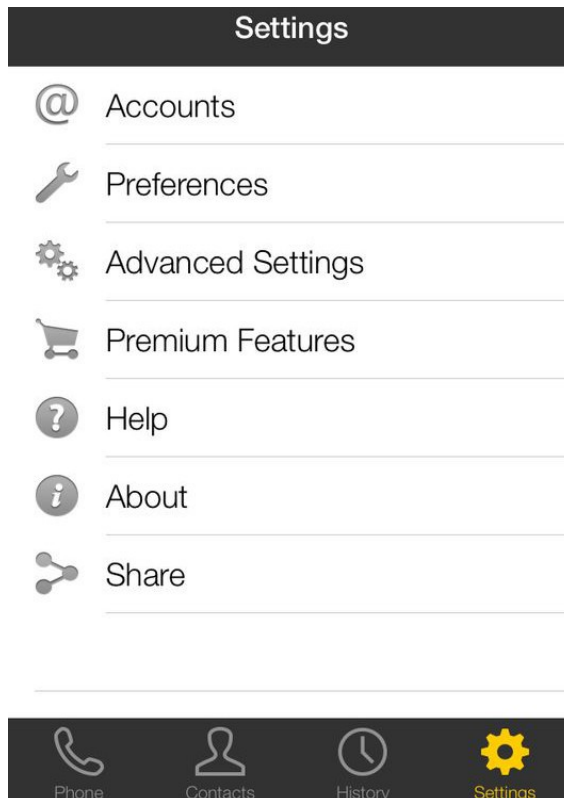 Settings
Accounts
Preferences
Advanced Settings
Premium Features
Help
About
Share
Phone
Contacts
History
Settings